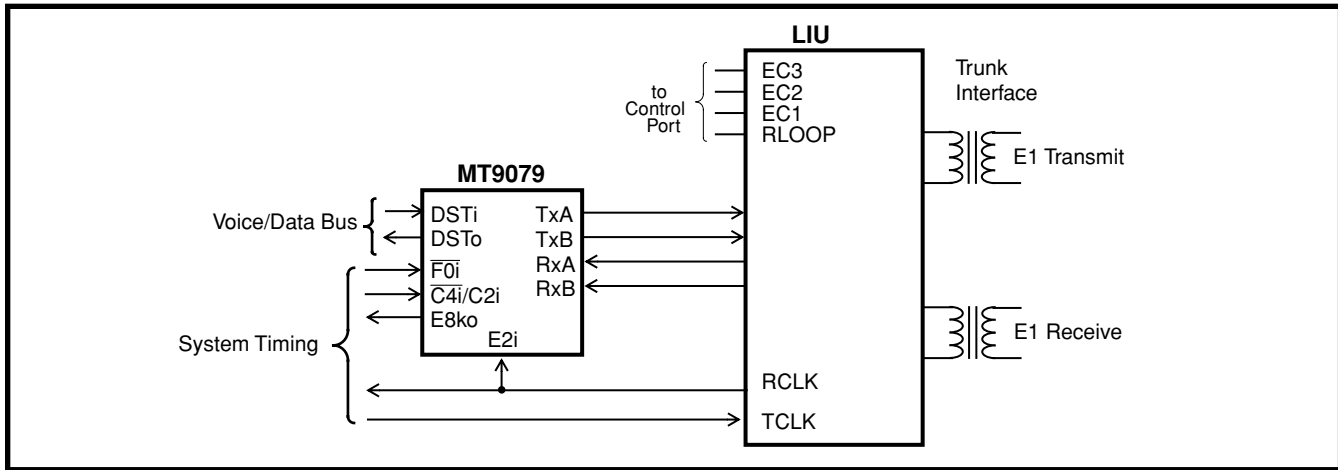 LIU
EC3
EC2
EC1
RLOOP
to
Control
Port
Trunk
Interface
E1 Transmit
MT9079
Voice/Data Bus
DSTi
DSTo
F0i
C4i/C2i
E8ko
E2i
TxA
TxB
RxA
RxB
System Timing
E1 Receive
RCLK
TCLK